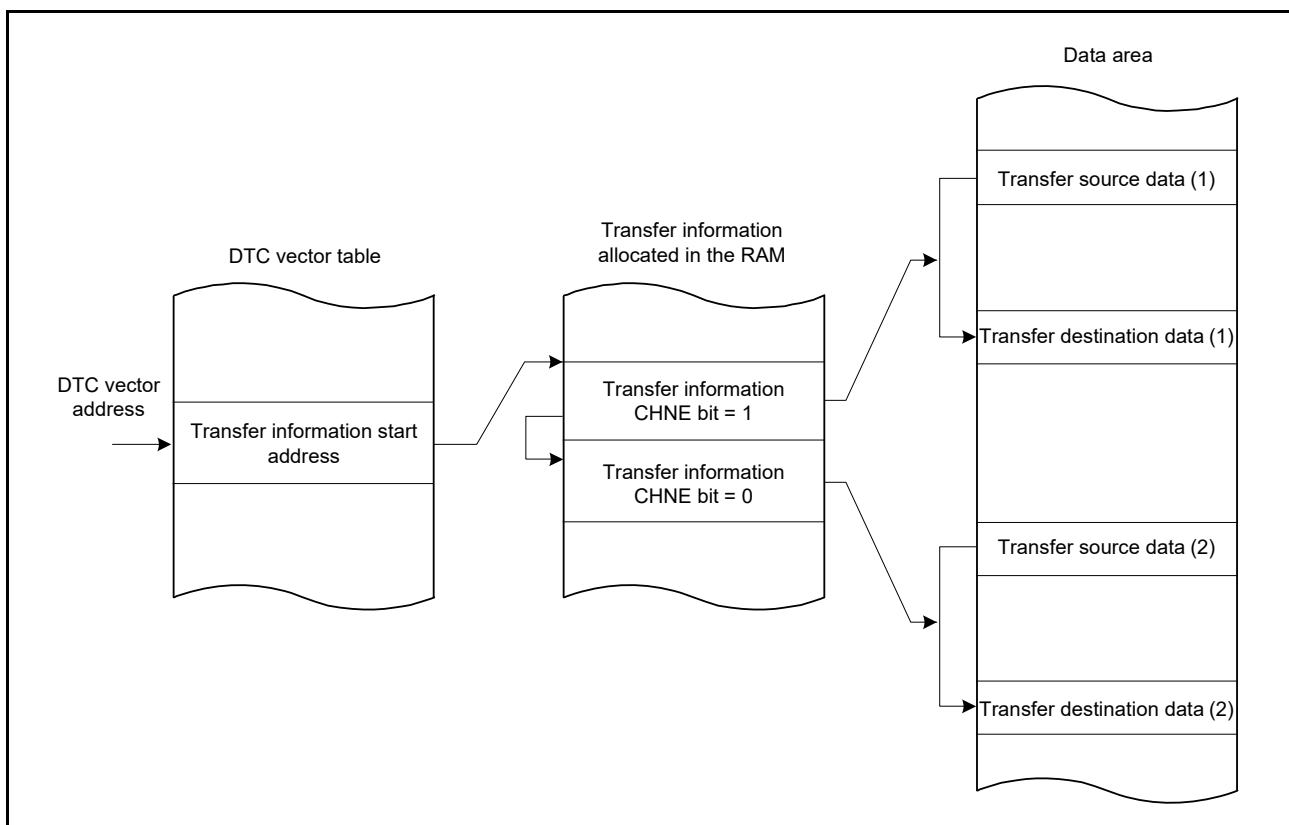 Data area
Transfer source data (1)
Transfer destination data (1)
Transfer source data (2)
Transfer destination data (2)
Transfer information
allocated in the RAM
Transfer information
CHNE bit = 1
Transfer information
CHNE bit = 0
DTC vector table
Transfer information start
address
DTC vector
address